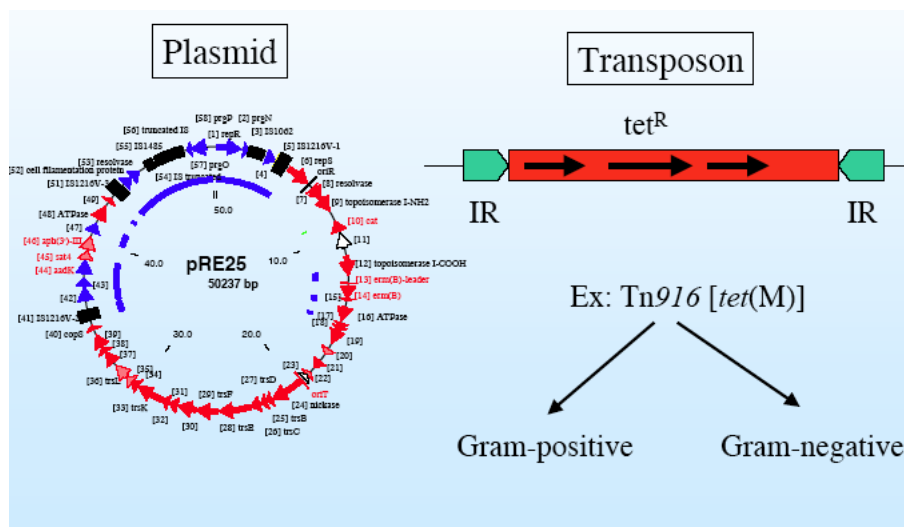 Plasmid
Transposon
[58] prgP
[2] prgN
[56] truncated IS
[1] repR
[3] IS1062
[55] IS1485
[5] IS1216V-1
[53] resolvase
[57] prgO
[4]
[6] repS
[52] cell filamentation protein
[54] IS truncated
oriR
[51] IS1216V-3
[7]
[8] resolvase
[49]
50.0
[9] topoisomerase I-NH2
[48] ATPase
[10] cat
[47]
[11]
[46] aph(3')-III
10.0
[45] sat4
40.0
pRE25
[12] topoisomerase I-COOH
[44] aadK
50237 bp
[13] erm(B)-leader
[43]
[14] erm(B)
[42]
[15]
[41] IS1216V-2
[16] ATPase
[17]
[40] copS
30.0
20.0
[18]
[39]
[19]
[38]
[20]
[37]
[23]
[21]
[36] trsL
[35]
[22]
[34]
[27] trsD
oriT
[33] trsK
[31]
[29] trsF
[24] nickase
[32]
[25] trsB
[30]
[28] trsE
[26] trsC
tetR
IR
IR
Ex: Tn916 [tet(M)]
Gram-positive
Gram-negative